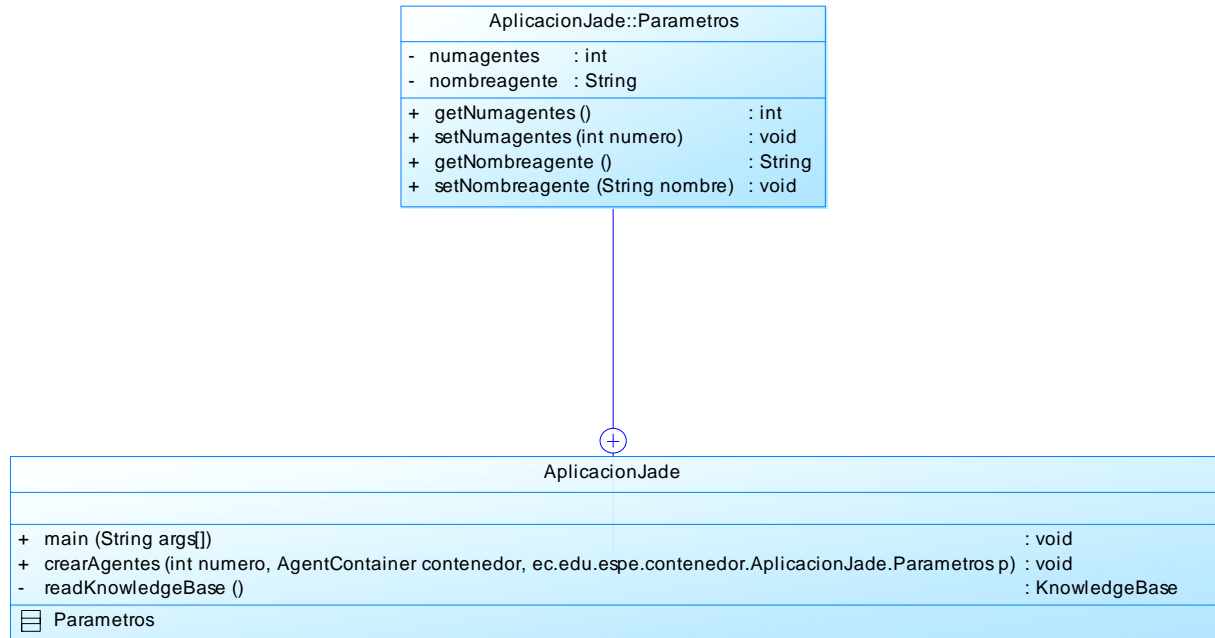 AplicacionJade::Parametros
- numagentes : int
- nombreagente : String
+ getNumagentes () : int
+ setNumagentes (int numero) : void
+ getNombreagente () : String
+ setNombreagente (String nombre) : void
AplicacionJade
+ main (String args[]) : void
+ crearAgentes (int numero, AgentContainer contenedor, ec.edu.espe.contenedor.AplicacionJade.Parametros p) : void
- readKnowledgeBase () : KnowledgeBase
Parametros